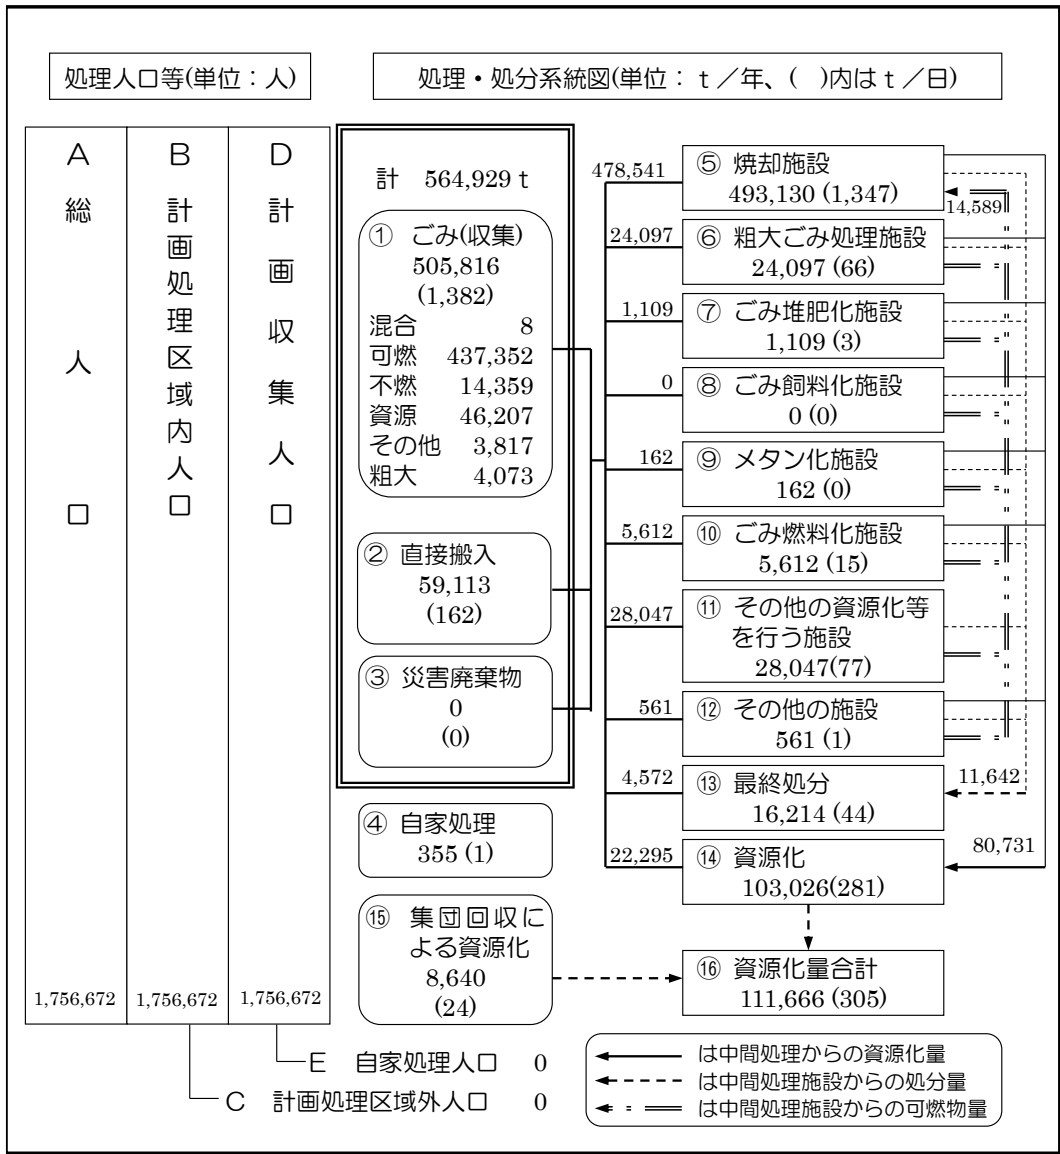 処理人口等(単位：人)
処理・処分系統図(単位：ｔ／年、(　)内はｔ／日)
A 総人口
1,756,672
B 計画処理区域内人口
1,756,672
D 計画収集人口
1,756,672
E 自家処理人口 0
C 計画処理区域外人口 0
計 564,929 t
① ごみ(収集)
505,816
(1,382)
混合 8
可燃 437,352
不燃 14,359
資源 46,207
その他 3,817
粗大 4,073
② 直接搬入
59,113
(162)
③ 災害廃棄物
0
(0)
④ 自家処理
355 (1)
⑮ 集団回収に
よる資源化
8,640
(24)
478,541
⑤ 焼却施設
493,130 (1,347)
14,589
24,097
⑥ 粗大ごみ処理施設
24,097 (66)
1,109
⑦ ごみ堆肥化施設
1,109 (3)
0
⑧ ごみ飼料化施設
0 (0)
162
⑨ メタン化施設
162 (0)
5,612
⑩ ごみ燃料化施設
5,612 (15)
28,047
⑪ その他の資源化等
を行う施設
28,047(77)
561
⑫ その他の施設
561 (1)
4,572
⑬ 最終処分
16,214 (44)
11,642
22,295
⑭ 資源化
103,026(281)
80,731
⑯ 資源化量合計
111,666 (305)
は中間処理からの資源化量
は中間処理施設からの処分量
は中間処理施設からの可燃物量